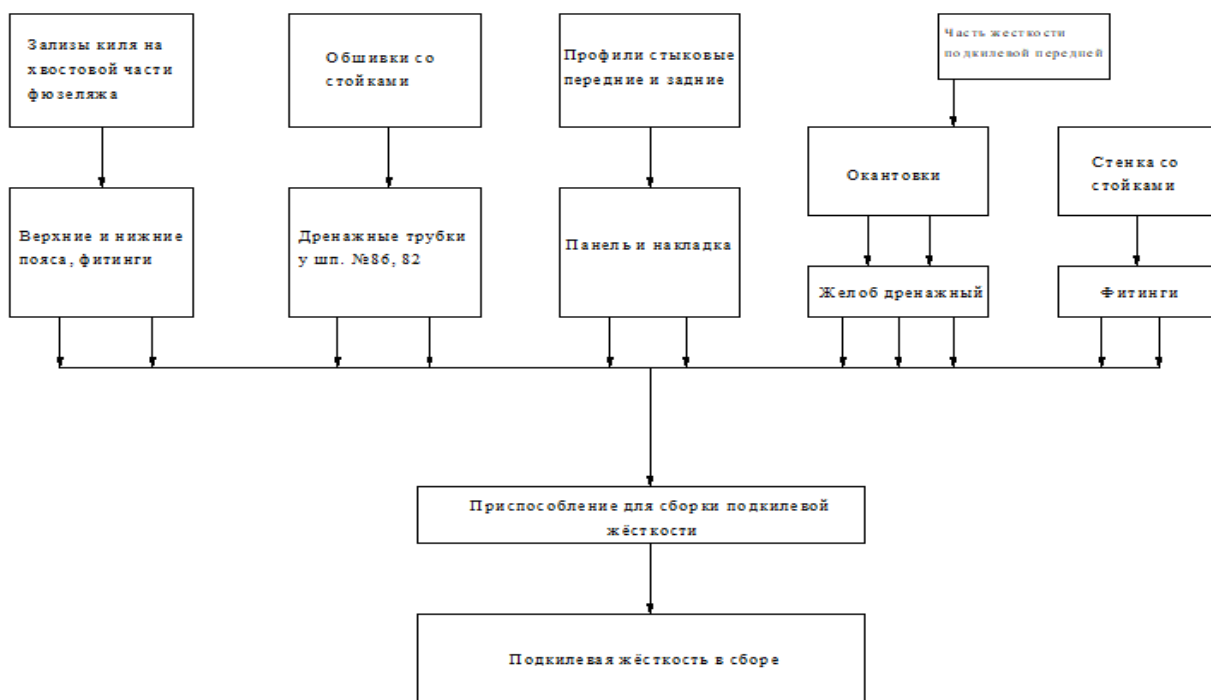 Зализы киля на
хвостовой части
фюзеляжа
Обшивки со
стойками
Профили стыковые
передние и задние
Часть жесткости
подкилевой передней
Окантовки
Стенка со
стойками
Верхние и нижние
пояса, фитинги
Дренажные трубки
у шп. №86, 82
Панель и накладка
Желоб дренажный
Фитинги
Приспособление для сборки подкилевой
жёсткости
Подкилевая жёсткость в сборе